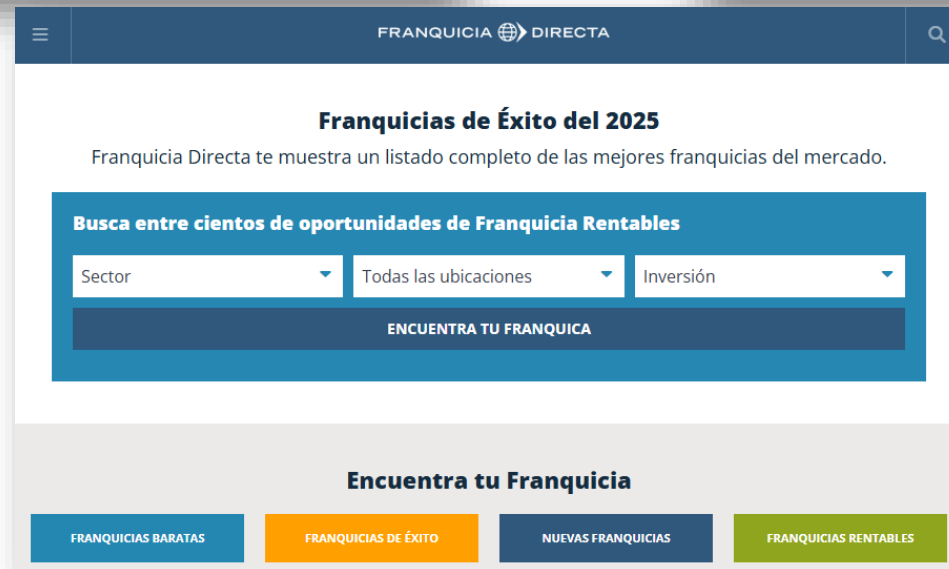 FRANQUICIA DIRECTA
Franquicias de Éxito del 2025
Franquicia Directa te muestra un listado completo de las mejores franquicias del mercado.
Busca entre cientos de oportunidades de Franquicia Rentables
Sector Todas las ubicaciones Inversión
ENCUENTRA TU FRANQUICA
Encuentra tu Franquicia
FRANQUICIAS BARATAS FRANQUICIAS DE ÉXITO NUEVAS FRANQUICIAS FRANQUICIAS RENTABLES